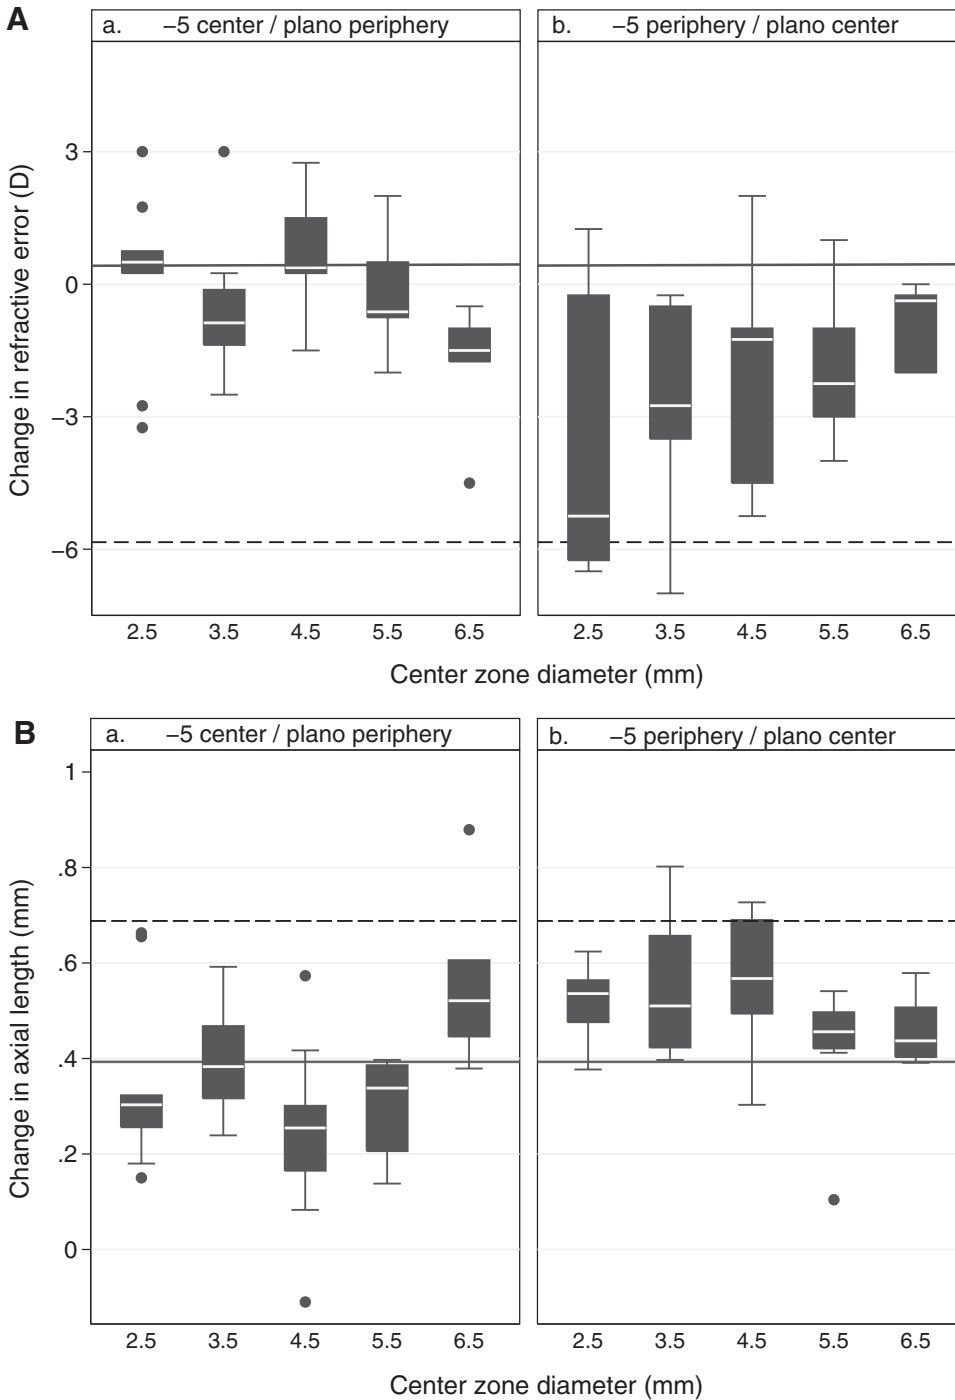 A
a. −5 center / plano periphery
b. −5 periphery / plano center
Change in refractive error (D)
3
0
−3
−6
2.5 3.5 4.5 5.5 6.5
2.5 3.5 4.5 5.5 6.5
Center zone diameter (mm)
B
a. −5 center / plano periphery
b. −5 periphery / plano center
Change in axial length (mm)
1
.8
.6
.4
.2
0
2.5 3.5 4.5 5.5 6.5
2.5 3.5 4.5 5.5 6.5
Center zone diameter (mm)